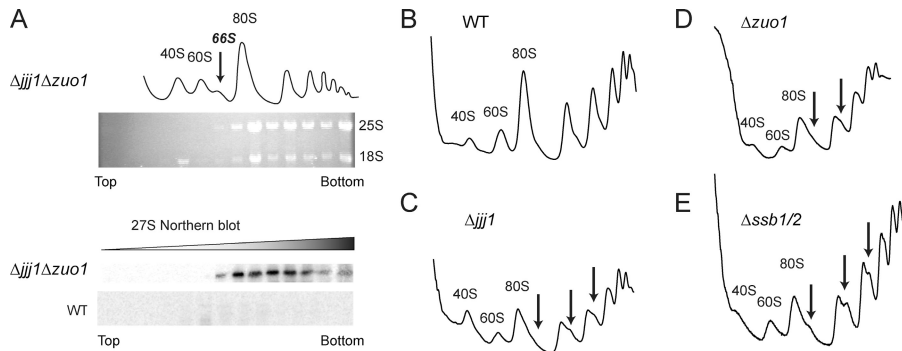 A
Δjjj1Δzuo1
40S
60S
66S
80S
25S
18S
Top
Bottom
27S Northern blot
Δjjj1Δzuo1
WT
Top
Bottom
B
WT
40S
60S
80S
C
Δjjj1
40S
60S
80S
D
Δzuo1
40S
60S
80S
E
Δssb1/2
40S
60S
80S